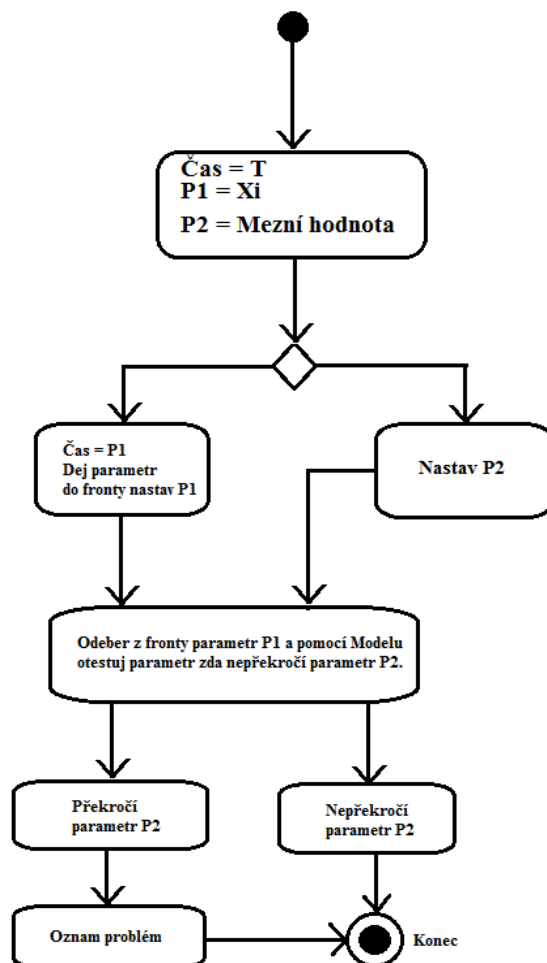 Čas = T
P1 = Xi
P2 = Mezní hodnota
Čas = P1
Dej parametr
do fronty nastav P1
Nastav P2
Odeber z fronty parametr P1 a pomocí Modelu
otestuj parametr zda nepřekročí parametr P2.
Překročí
parametr P2
Nepřekročí
parametr P2
Oznam problém
Konec